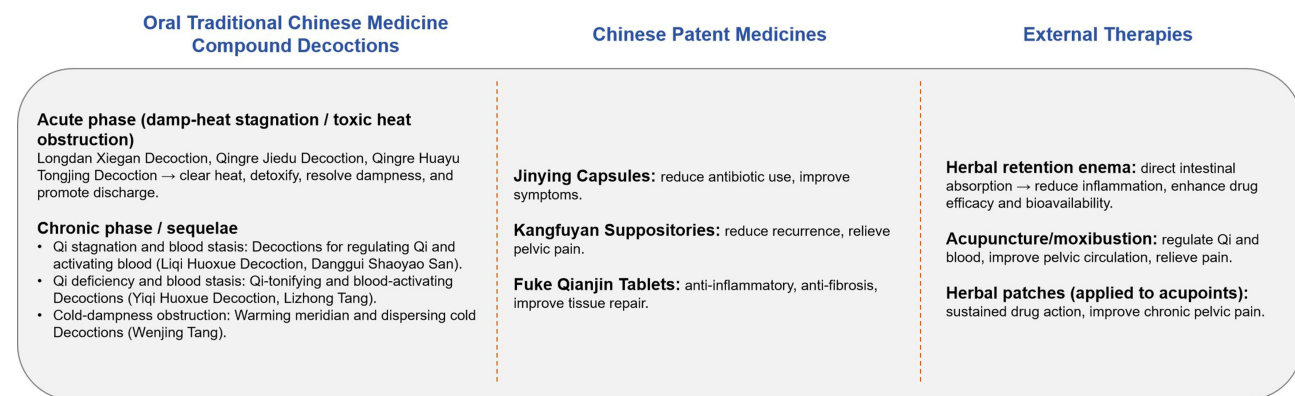 Oral Traditional Chinese Medicine
Compound Decoctions
Chinese Patent Medicines
External Therapies
Acute phase (damp-heat stagnation / toxic heat
obstruction)
Longdan Xiegan Decoction, Qingre Jiedu Decoction, Qingre Huayu
Tongjing Decoction → clear heat, detoxify, resolve dampness, and
promote discharge.
Chronic phase / sequelae
• Qi stagnation and blood stasis: Decoctions for regulating Qi and
activating blood (Liqi Huoxue Decoction, Danggui Shaoyao San).
• Qi deficiency and blood stasis: Qi-tonifying and blood-activating
Decoctions (Yiqi Huoxue Decoction, Lizhong Tang).
• Cold-dampness obstruction: Warming meridian and dispersing cold
Decoctions (Wenjing Tang).
Jinying Capsules: reduce antibiotic use, improve
symptoms.
Kangfuyan Suppositories: reduce recurrence, relieve
pelvic pain.
Fuke Qianjin Tablets: anti-inflammatory, anti-fibrosis,
improve tissue repair.
Herbal retention enema: direct intestinal
absorption → reduce inflammation, enhance drug
efficacy and bioavailability.
Acupuncture/moxibustion: regulate Qi and
blood, improve pelvic circulation, relieve pain.
Herbal patches (applied to acupoints):
sustained drug action, improve chronic pelvic pain.